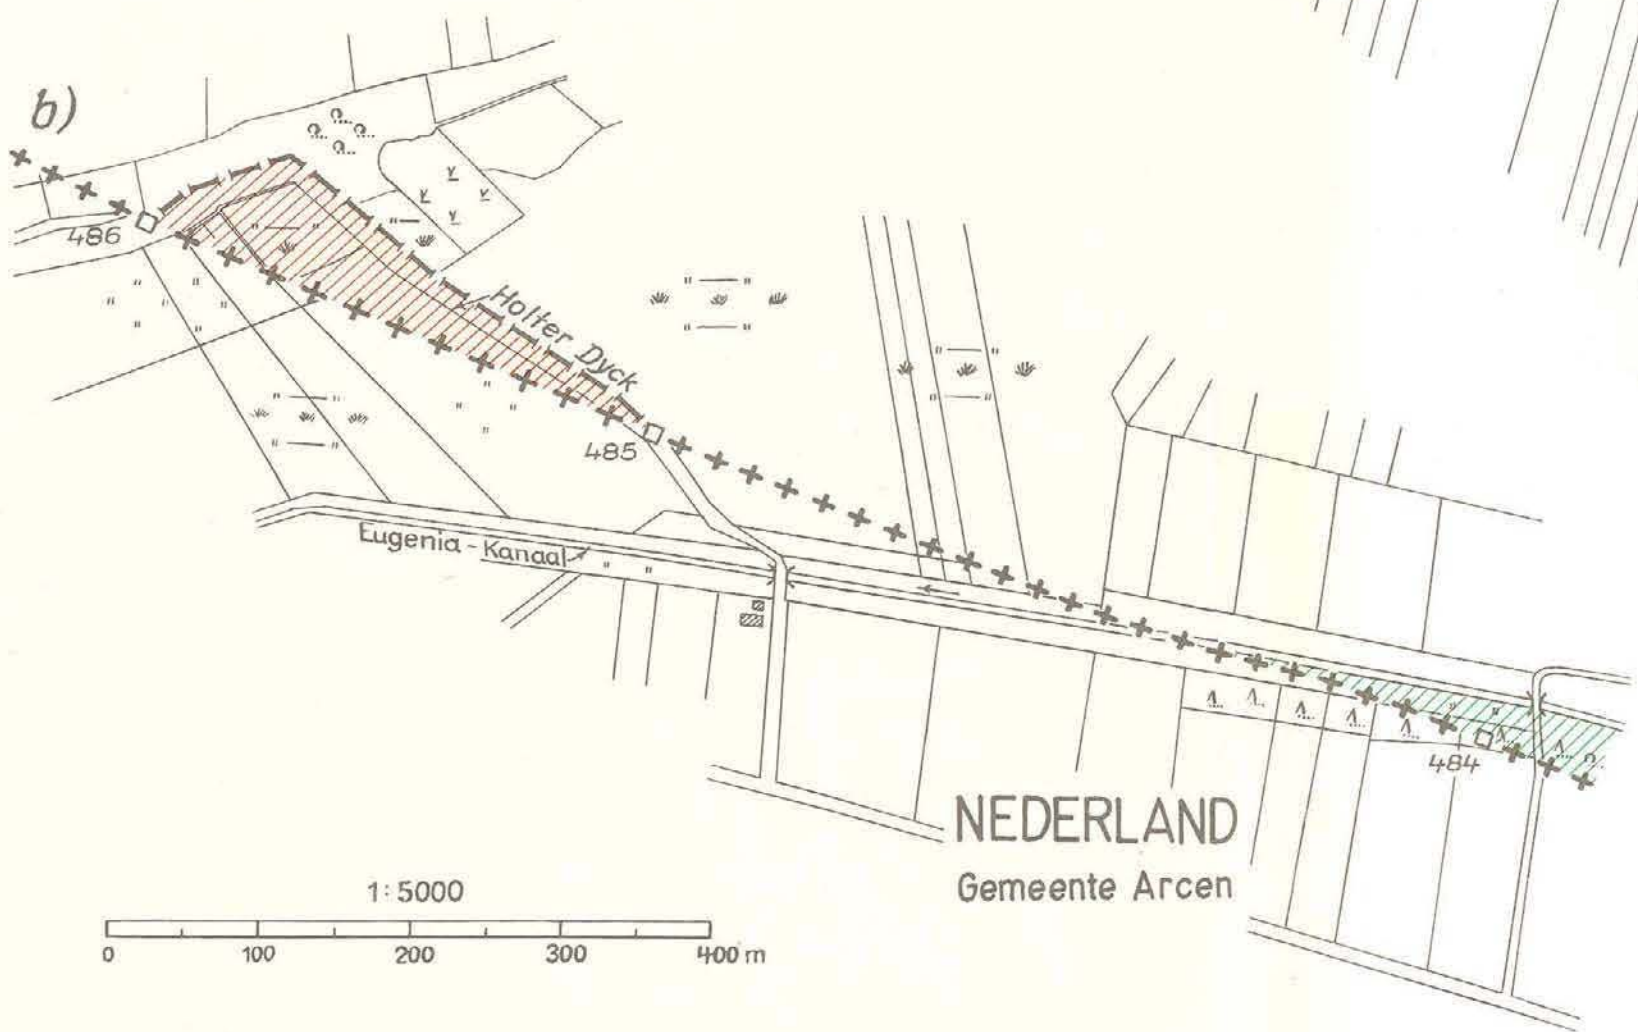 b)
486
Holter Dyck
485
Eugenia-Kanaal
484
NEDERLAND
Gemeente Arcen
1:5000
0 100 200 300 400 m